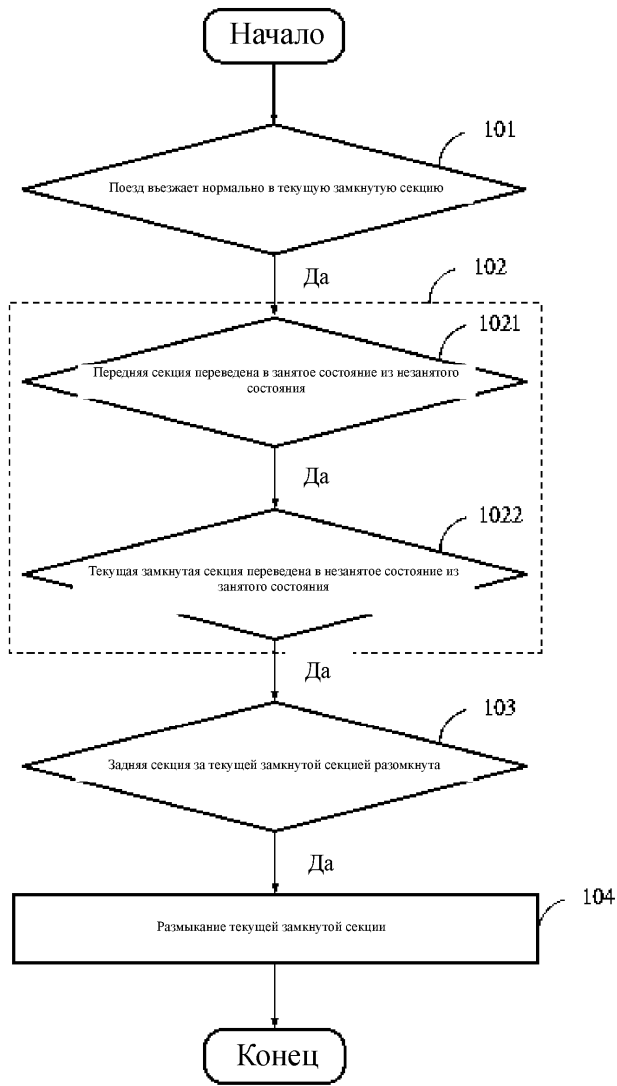 Начало
101
Поезд въезжает нормально в текущую замкнутую секцию
Да
102
1021
Передняя секция переведена в занятое состояние из незанятого
состояния
Да
1022
Текущая замкнутая секция переведена в незанятое состояние из
занятого состояния
Да
103
Задняя секция за текущей замкнутой секцией разомкнута
Да
104
Размыкание текущей замкнутой секции
Конец